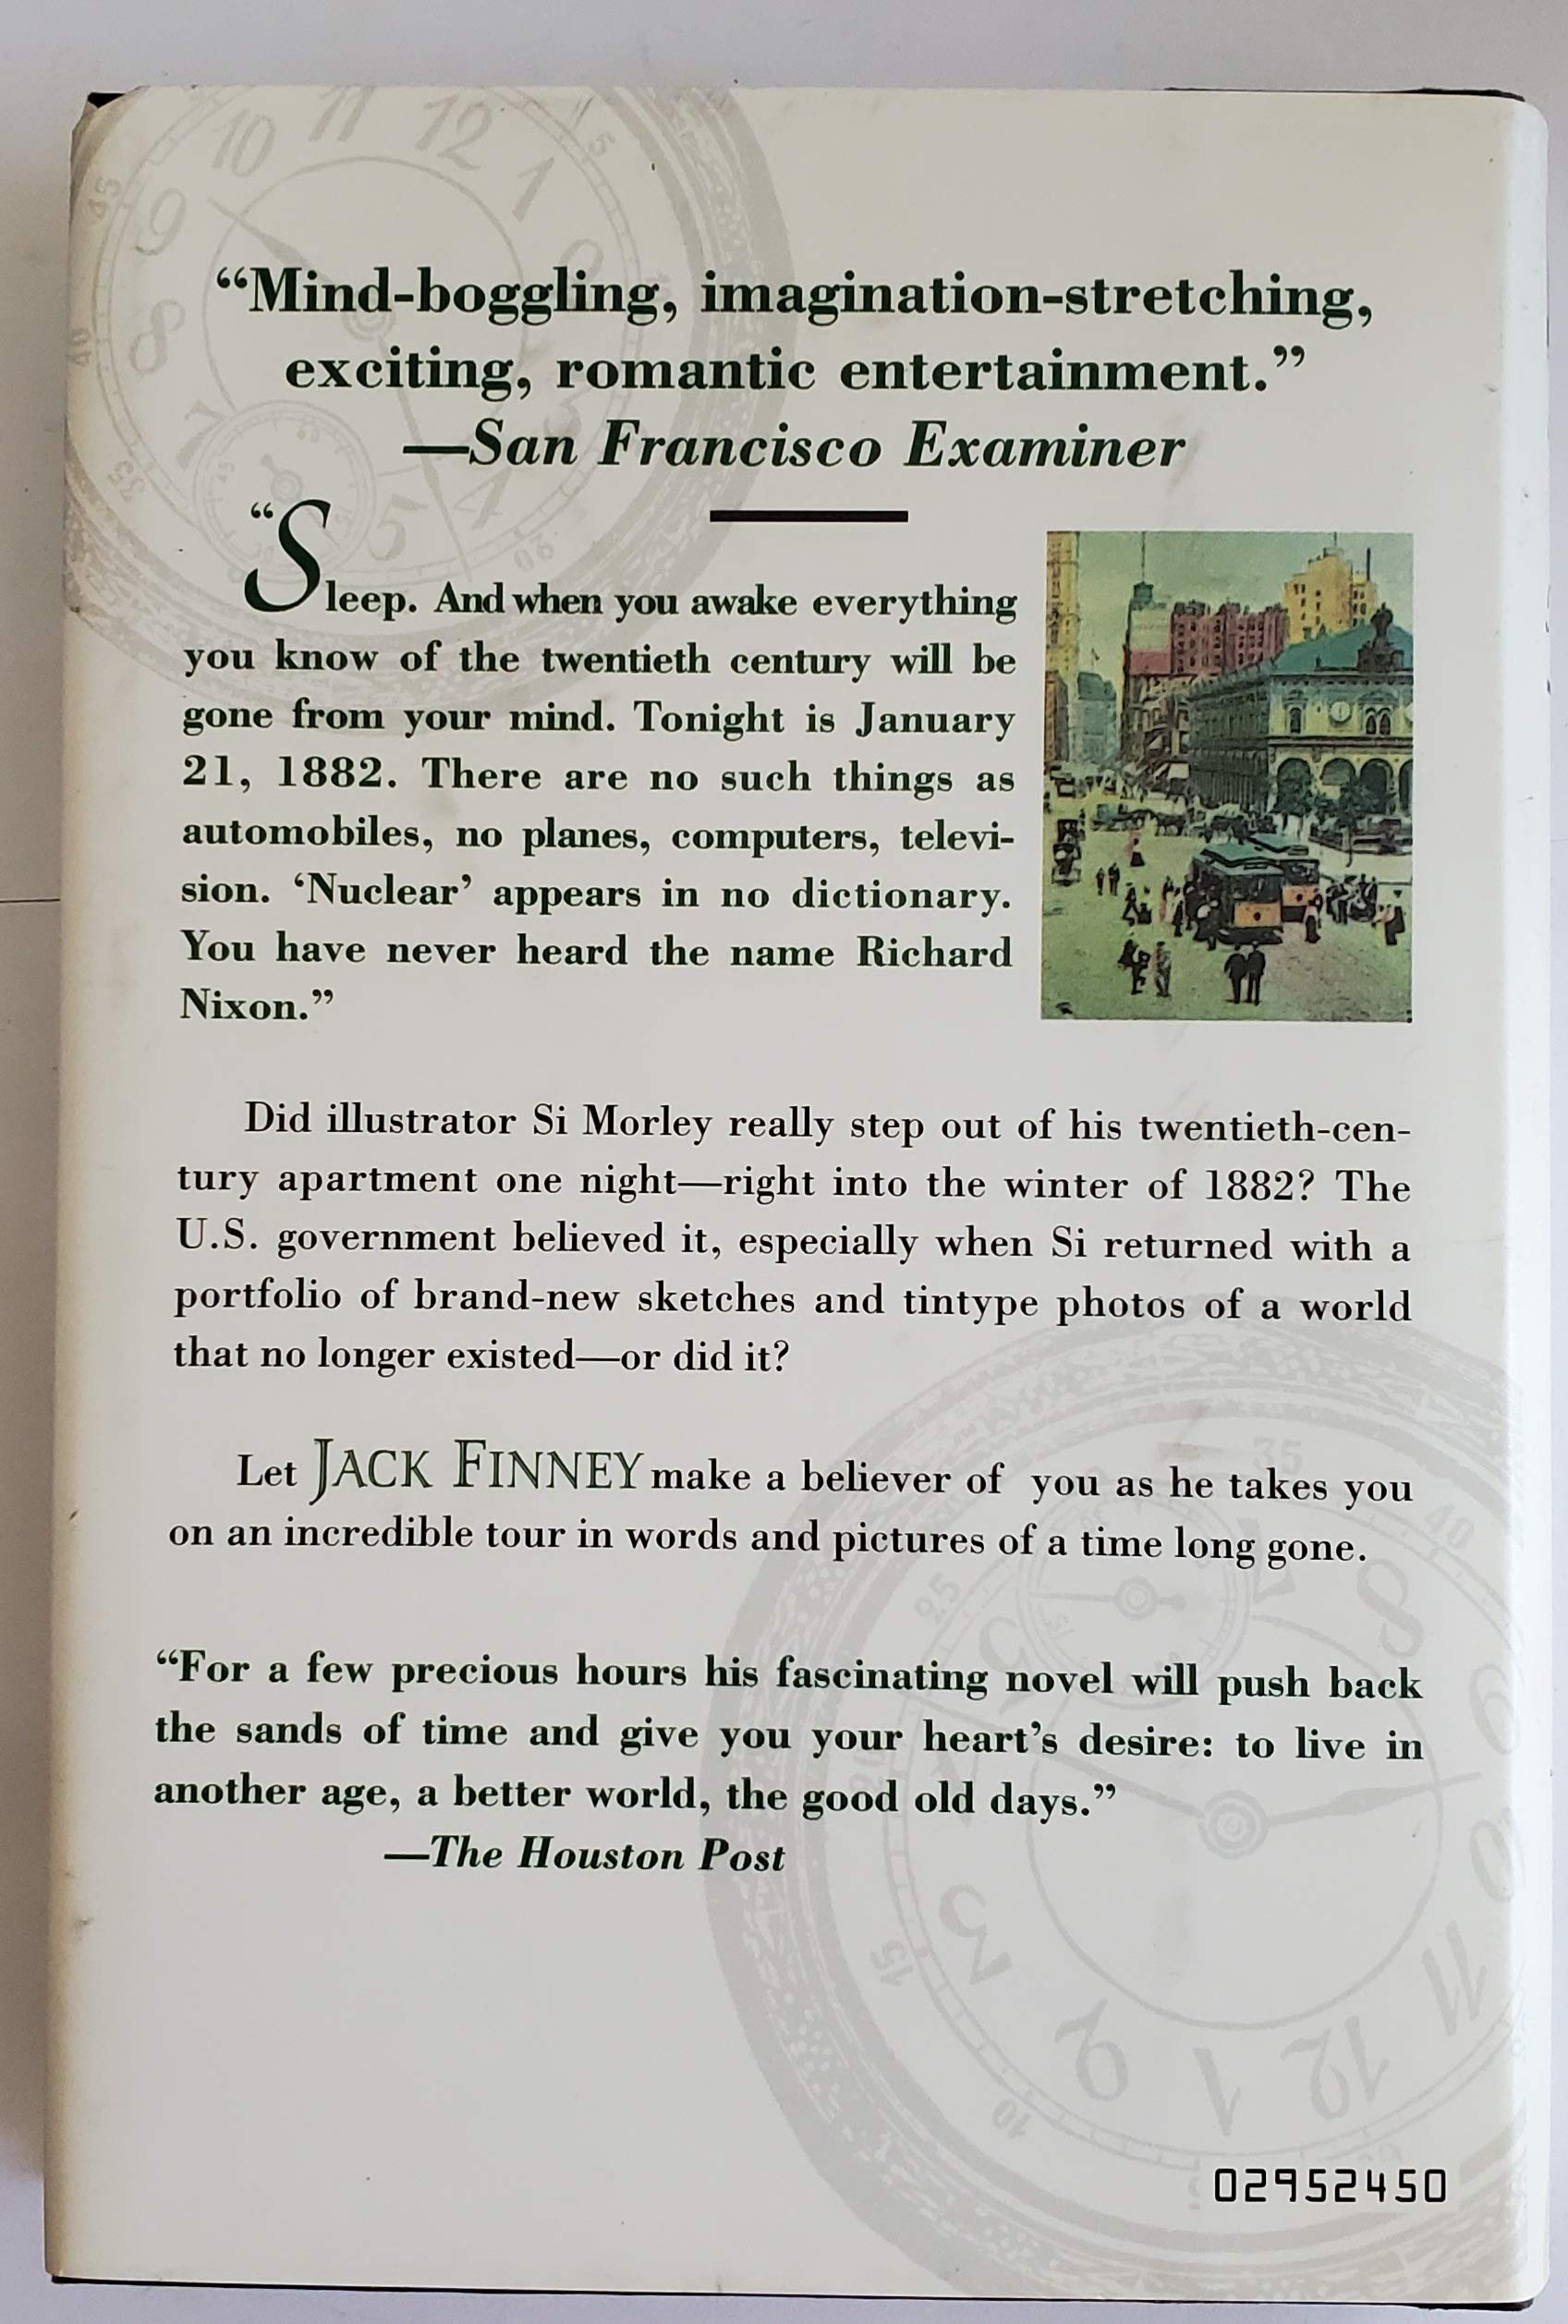 “Mind-boggling, imagination-stretching,
exciting, romantic entertainment.”
—San Francisco Examiner
“Sleep. And when you awake everything
you know of the twentieth century will be
gone from your mind. Tonight is January
21, 1882. There are no such things as
automobiles, no planes, computers, televi-
sion. ‘Nuclear’ appears in no dictionary.
You have never heard the name Richard
Nixon.”
Did illustrator Si Morley really step out of his twentieth-cen-
tury apartment one night—right into the winter of 1882? The
U.S. government believed it, especially when Si returned with a
portfolio of brand-new sketches and tintype photos of a world
that no longer existed—or did it?
Let JACK FINNEY make a believer of you as he takes you
on an incredible tour in words and pictures of a time long gone.
“For a few precious hours his fascinating novel will push back
the sands of time and give you your heart’s desire: to live in
another age, a better world, the good old days.”
—The Houston Post
02952450